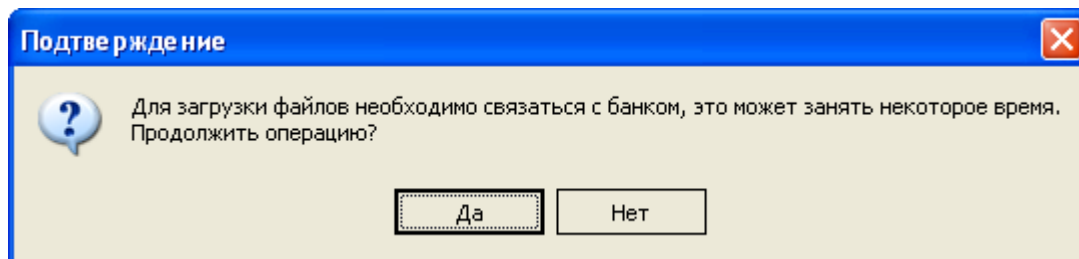 Подтверждение
Для загрузки файлов необходимо связаться с банком, это может занять некоторое время.
Продолжить операцию?
Да Нет